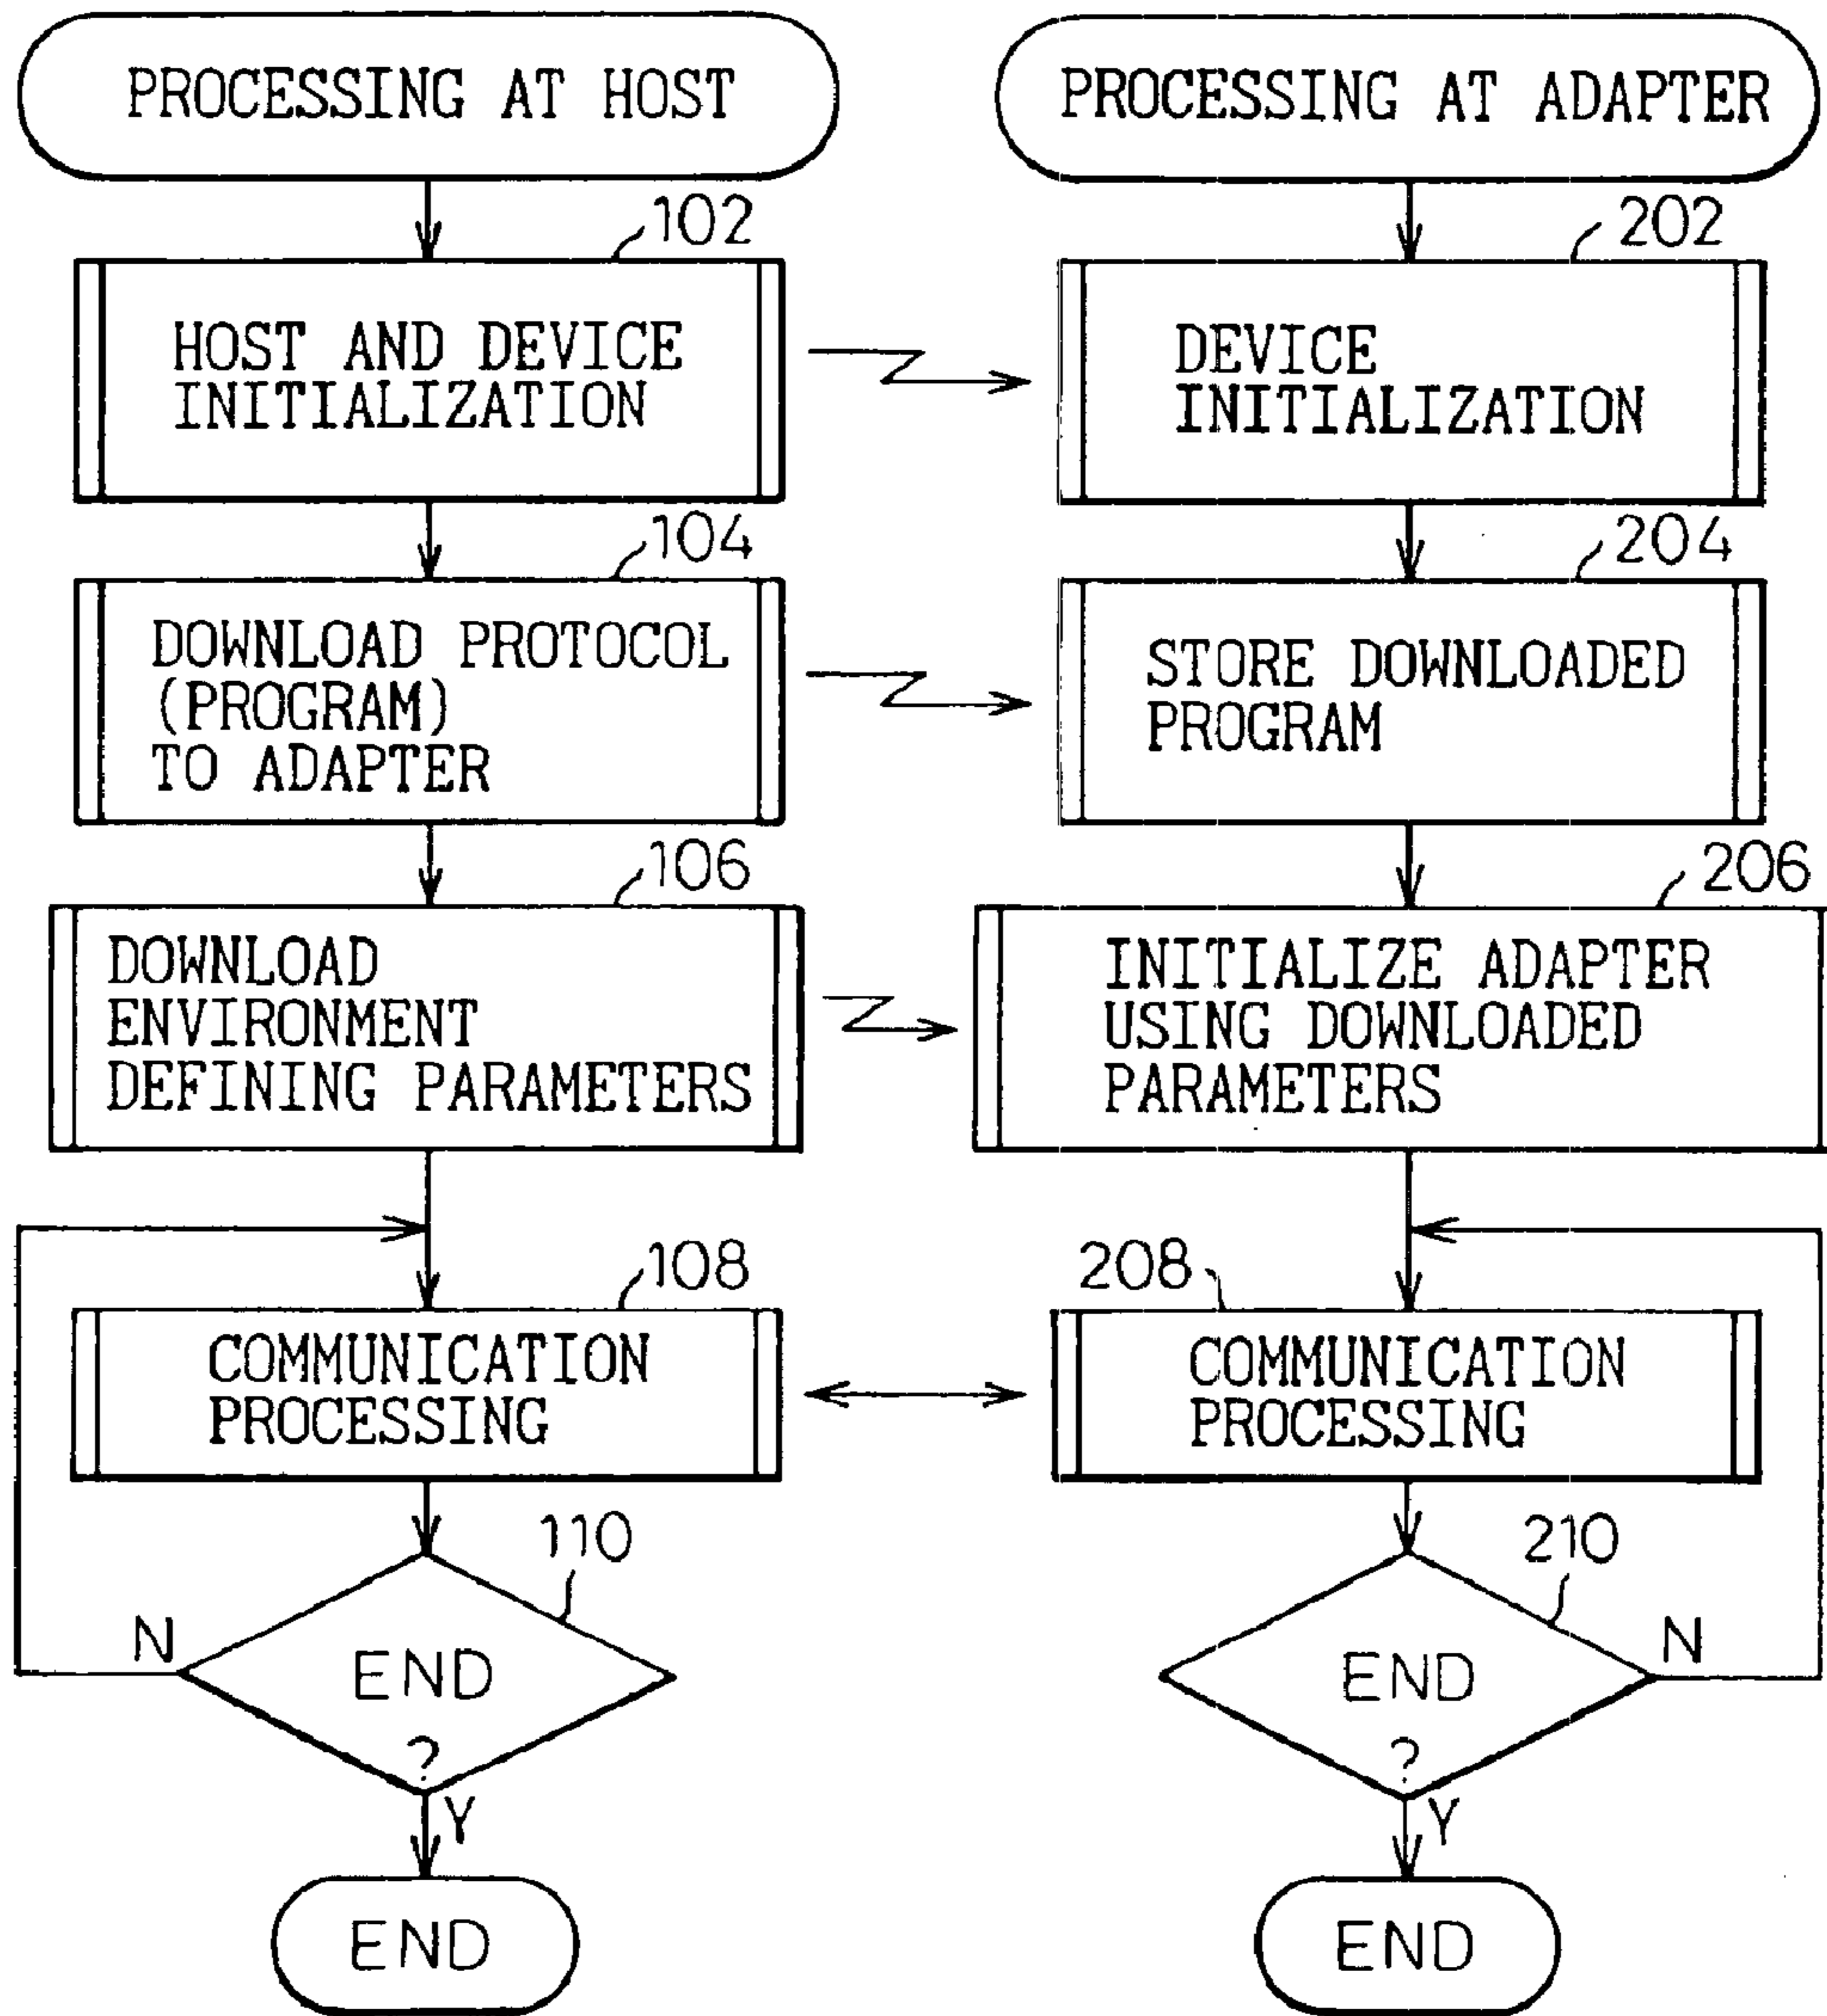 PROCESSING AT HOST
PROCESSING AT ADAPTER
102
HOST AND DEVICE
INITIALIZATION
202
DEVICE
INITIALIZATION
104
DOWNLOAD PROTOCOL
(PROGRAM)
TO ADAPTER
204
STORE DOWNLOADED
PROGRAM
106
DOWNLOAD
ENVIRONMENT
DEFINING PARAMETERS
206
INITIALIZE ADAPTER
USING DOWNLOADED
PARAMETERS
108
COMMUNICATION
PROCESSING
208
COMMUNICATION
PROCESSING
110
N
END
?
Y
END
210
END
?
N
Y
END